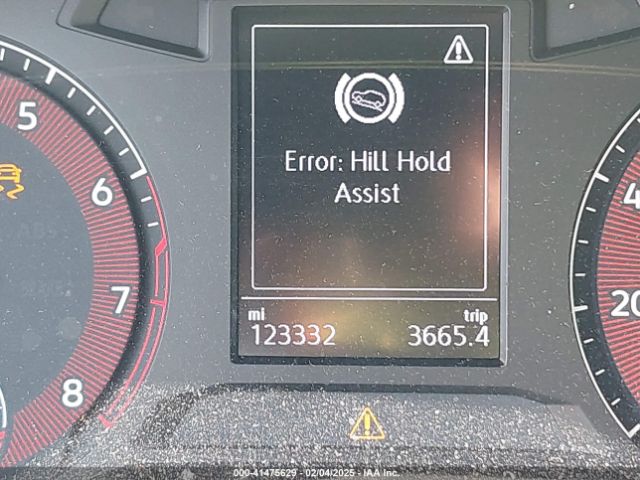 Error: Hill Hold
Assist
mi trip
123332 3665.4
5
6
7
8
4
20
ABS
000-41475629 - 02/04/2025 - IAA Inc.